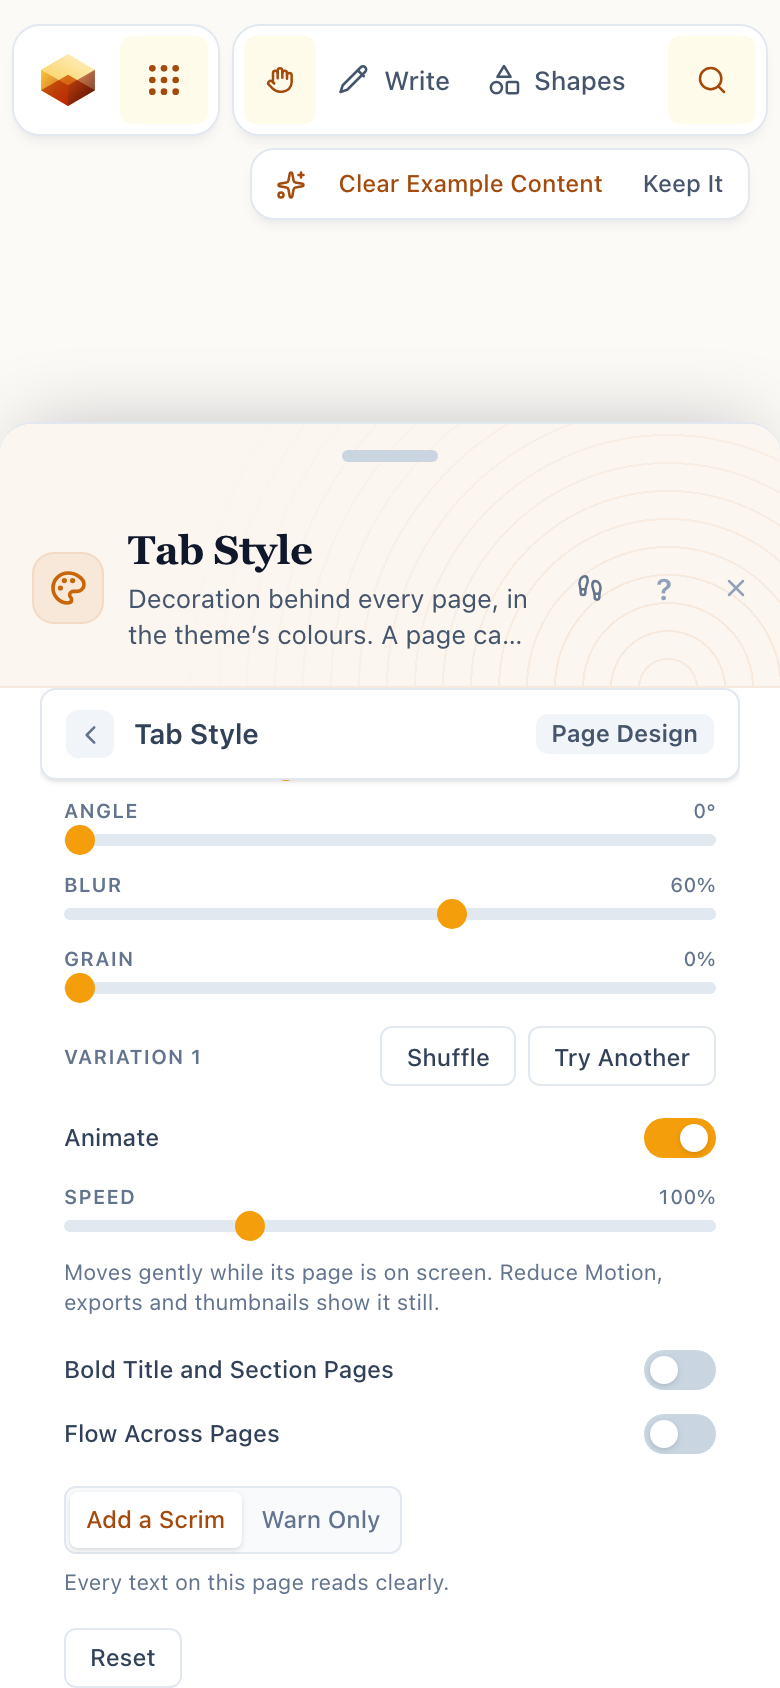 Write
Shapes
Clear Example Content
Keep It
Tab Style
Decoration behind every page, in
the theme’s colours. A page ca...
?
Tab Style
Page Design
ANGLE
0°
BLUR
60%
GRAIN
0%
VARIATION 1
Shuffle
Try Another
Animate
SPEED
100%
Moves gently while its page is on screen. Reduce Motion,
exports and thumbnails show it still.
Bold Title and Section Pages
Flow Across Pages
Add a Scrim
Warn Only
Every text on this page reads clearly.
Reset